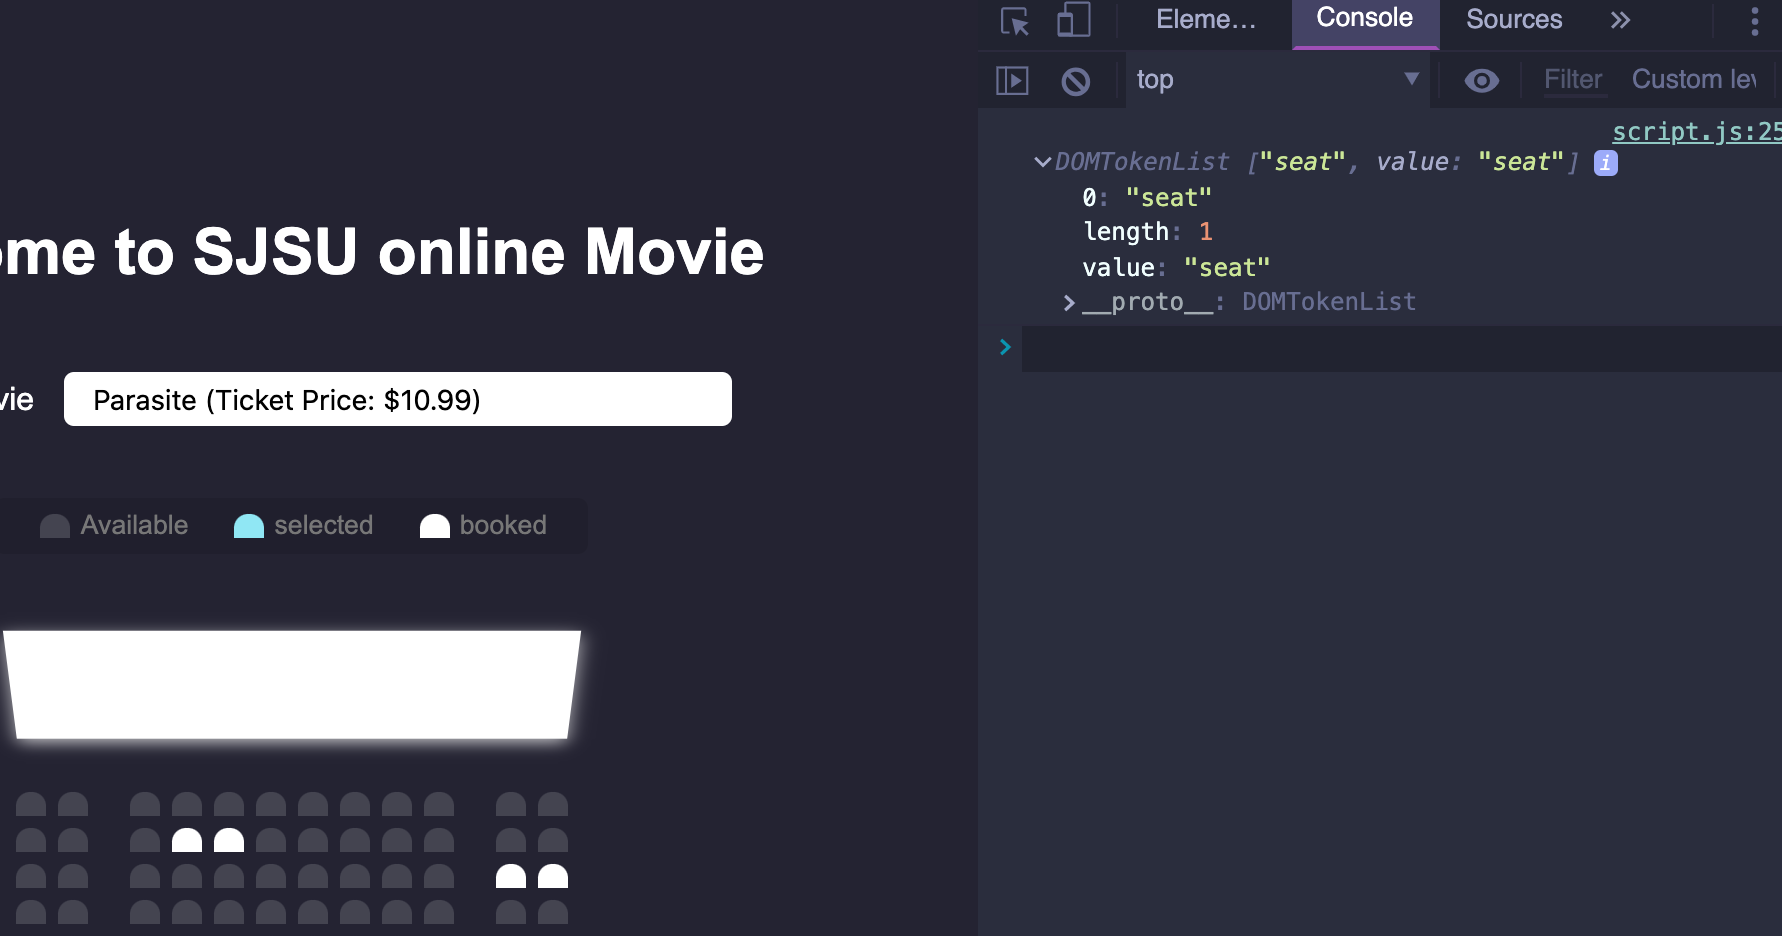 Eleme…
Console
Sources
top
Filter
Custom lev
script.js:25
DOMTokenList ["seat", value: "seat"] i
0: "seat"
length: 1
value: "seat"
__proto__: DOMTokenList
ome to SJSU online Movie
vie
Parasite (Ticket Price: $10.99)
Available
selected
booked